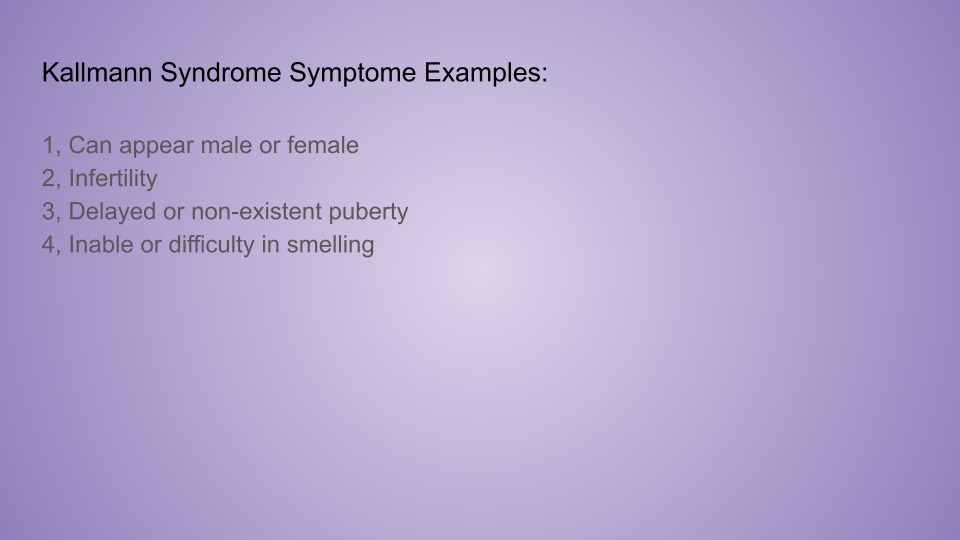 Kallmann Syndrome Symptome Examples:
1, Can appear male or female
2, Infertility
3, Delayed or non-existent puberty
4, Inable or difficulty in smelling